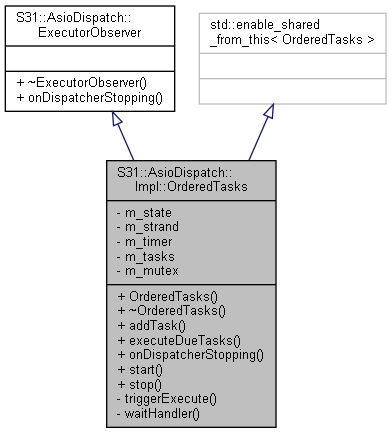 S31::AsioDispatch::
ExecutorObserver
+ ~ExecutorObserver()
+ onDispatcherStopping()
std::enable_shared
_from_this< OrderedTasks >
S31::AsioDispatch::
Impl::OrderedTasks
- m_state
- m_strand
- m_timer
- m_tasks
- m_mutex
+ OrderedTasks()
+ ~OrderedTasks()
+ addTask()
+ executeDueTasks()
+ onDispatcherStopping()
+ start()
+ stop()
- triggerExecute()
- waitHandler()